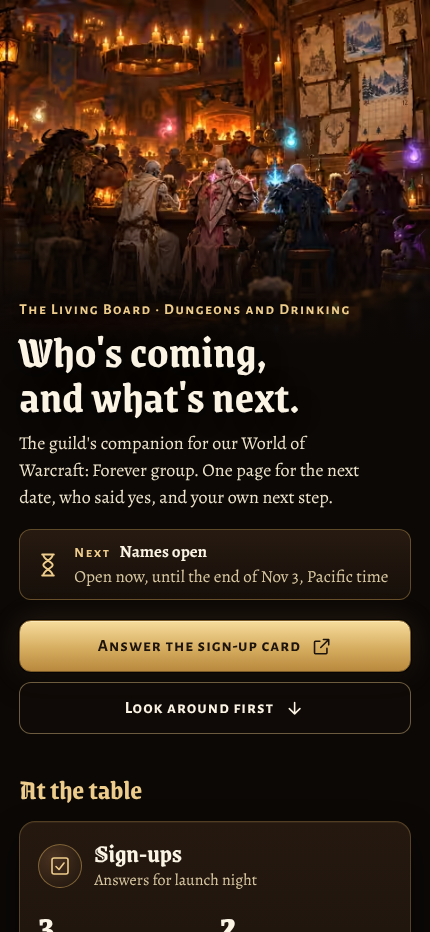 The Living Board · Dungeons and Drinking
Who's coming,
and what's next.
The guild's companion for our World of
Warcraft: Forever group. One page for the next
date, who said yes, and your own next step.
Next Names open
Open now, until the end of Nov 3, Pacific time
Answer the sign-up card
Look around first
At the table
Sign-ups
Answers for launch night
3 2